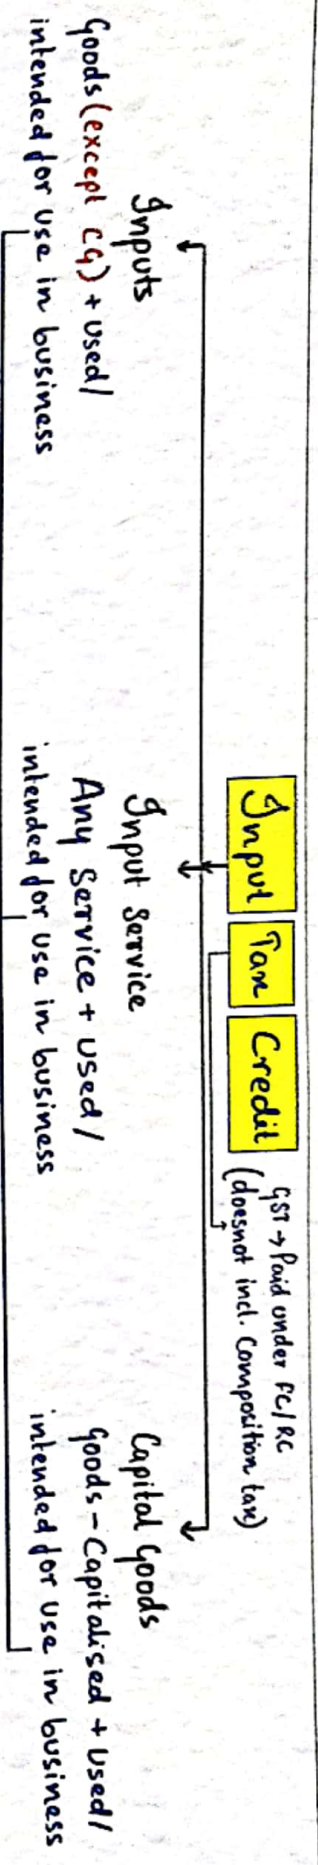 Input Tax Credit
GST → Paid under FC/RC
(doesnot incl. Composition tax)
Inputs
Goods (except CG) + used/
intended for use in business
Input Service
Any Service + used/
intended for use in business
Capital Goods
Goods - Capitalised + used/
intended for use in business